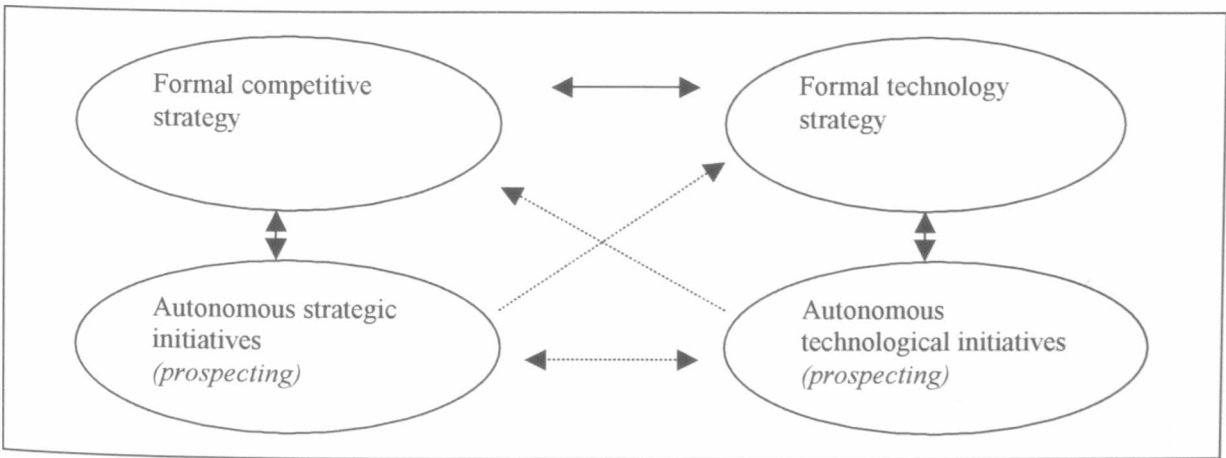 Formal competitive
strategy
Formal technology
strategy
Autonomous strategic
initiatives
(prospecting)
Autonomous
technological initiatives
(prospecting)